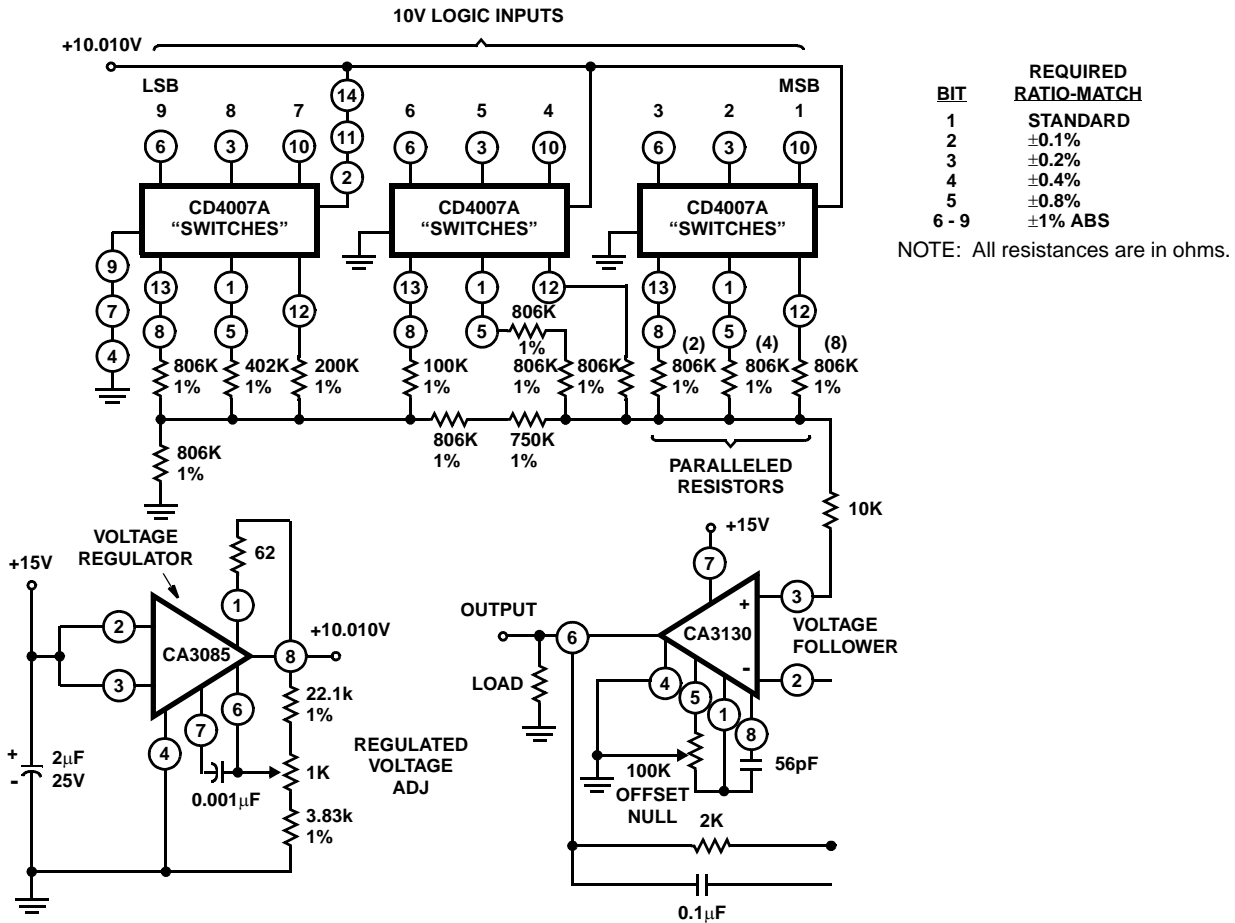 10V LOGIC INPUTS
+10.010V
LSB
MSB
9 8 7 6 5 4 3 2 1
14
11
2
6 3 10 6 3 10 6 3 10
CD4007A
“SWITCHES”
CD4007A
“SWITCHES”
CD4007A
“SWITCHES”
9
7
4
13 1 12 13 1 12 13 1 12
8 5 8 5 8 5
(2) (4) (8)
806K
1%
402K
1%
200K
1%
100K
1%
806K
1%
806K
1%
806K
806K
1%
806K
1%
806K
1%
806K
1%
750K
1%
806K
1%
PARALLELED
RESISTORS
10K
REQUIRED
BIT RATIO-MATCH
1 STANDARD
2 ±0.1%
3 ±0.2%
4 ±0.4%
5 ±0.8%
6 - 9 ±1% ABS
NOTE: All resistances are in ohms.
VOLTAGE
REGULATOR
+15V
62
1
2
3
CA3085
8
+10.010V
6
7
4
22.1k
1%
1K
3.83k
1%
0.001μF
REGULATED
VOLTAGE
ADJ
+
-
2μF
25V
+15V
7
OUTPUT
6
LOAD
CA3130
+
-
3
2
VOLTAGE
FOLLOWER
4
5
1
8
100K
OFFSET
NULL
56pF
2K
0.1μF